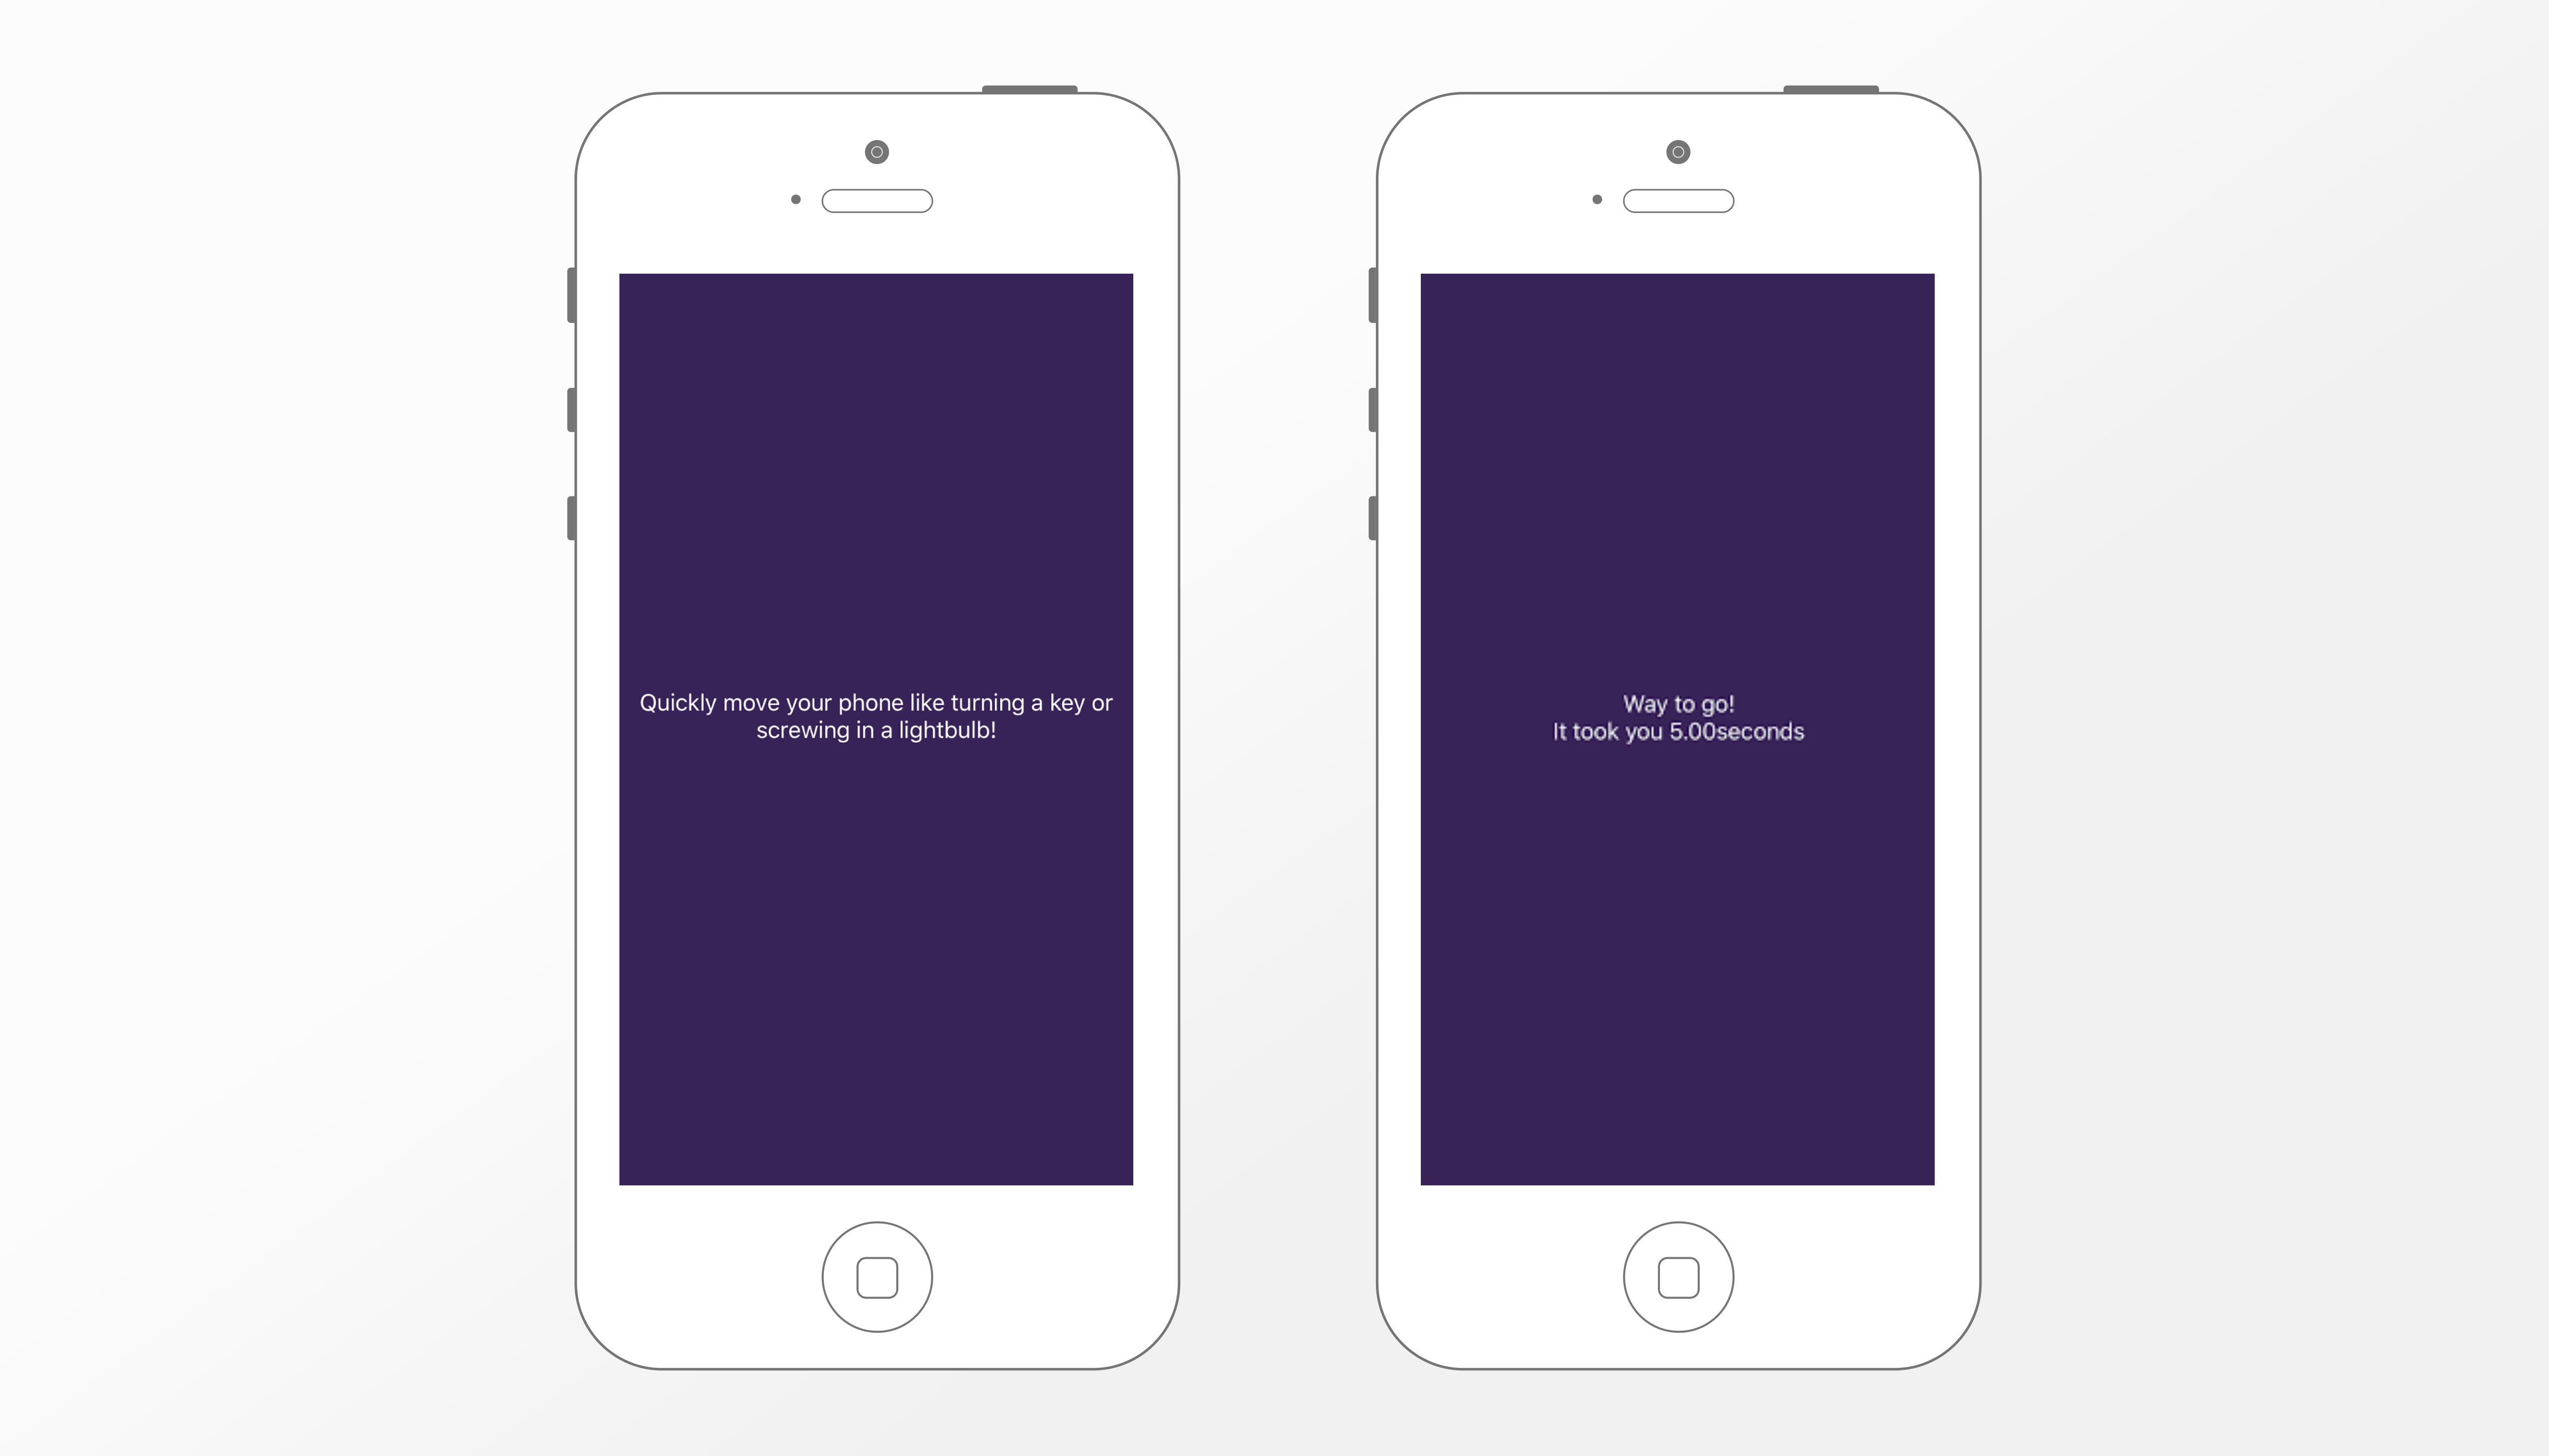 Quickly move your phone like turning a key or
screwing in a lightbulb!
Way to go!
It took you 5.00seconds